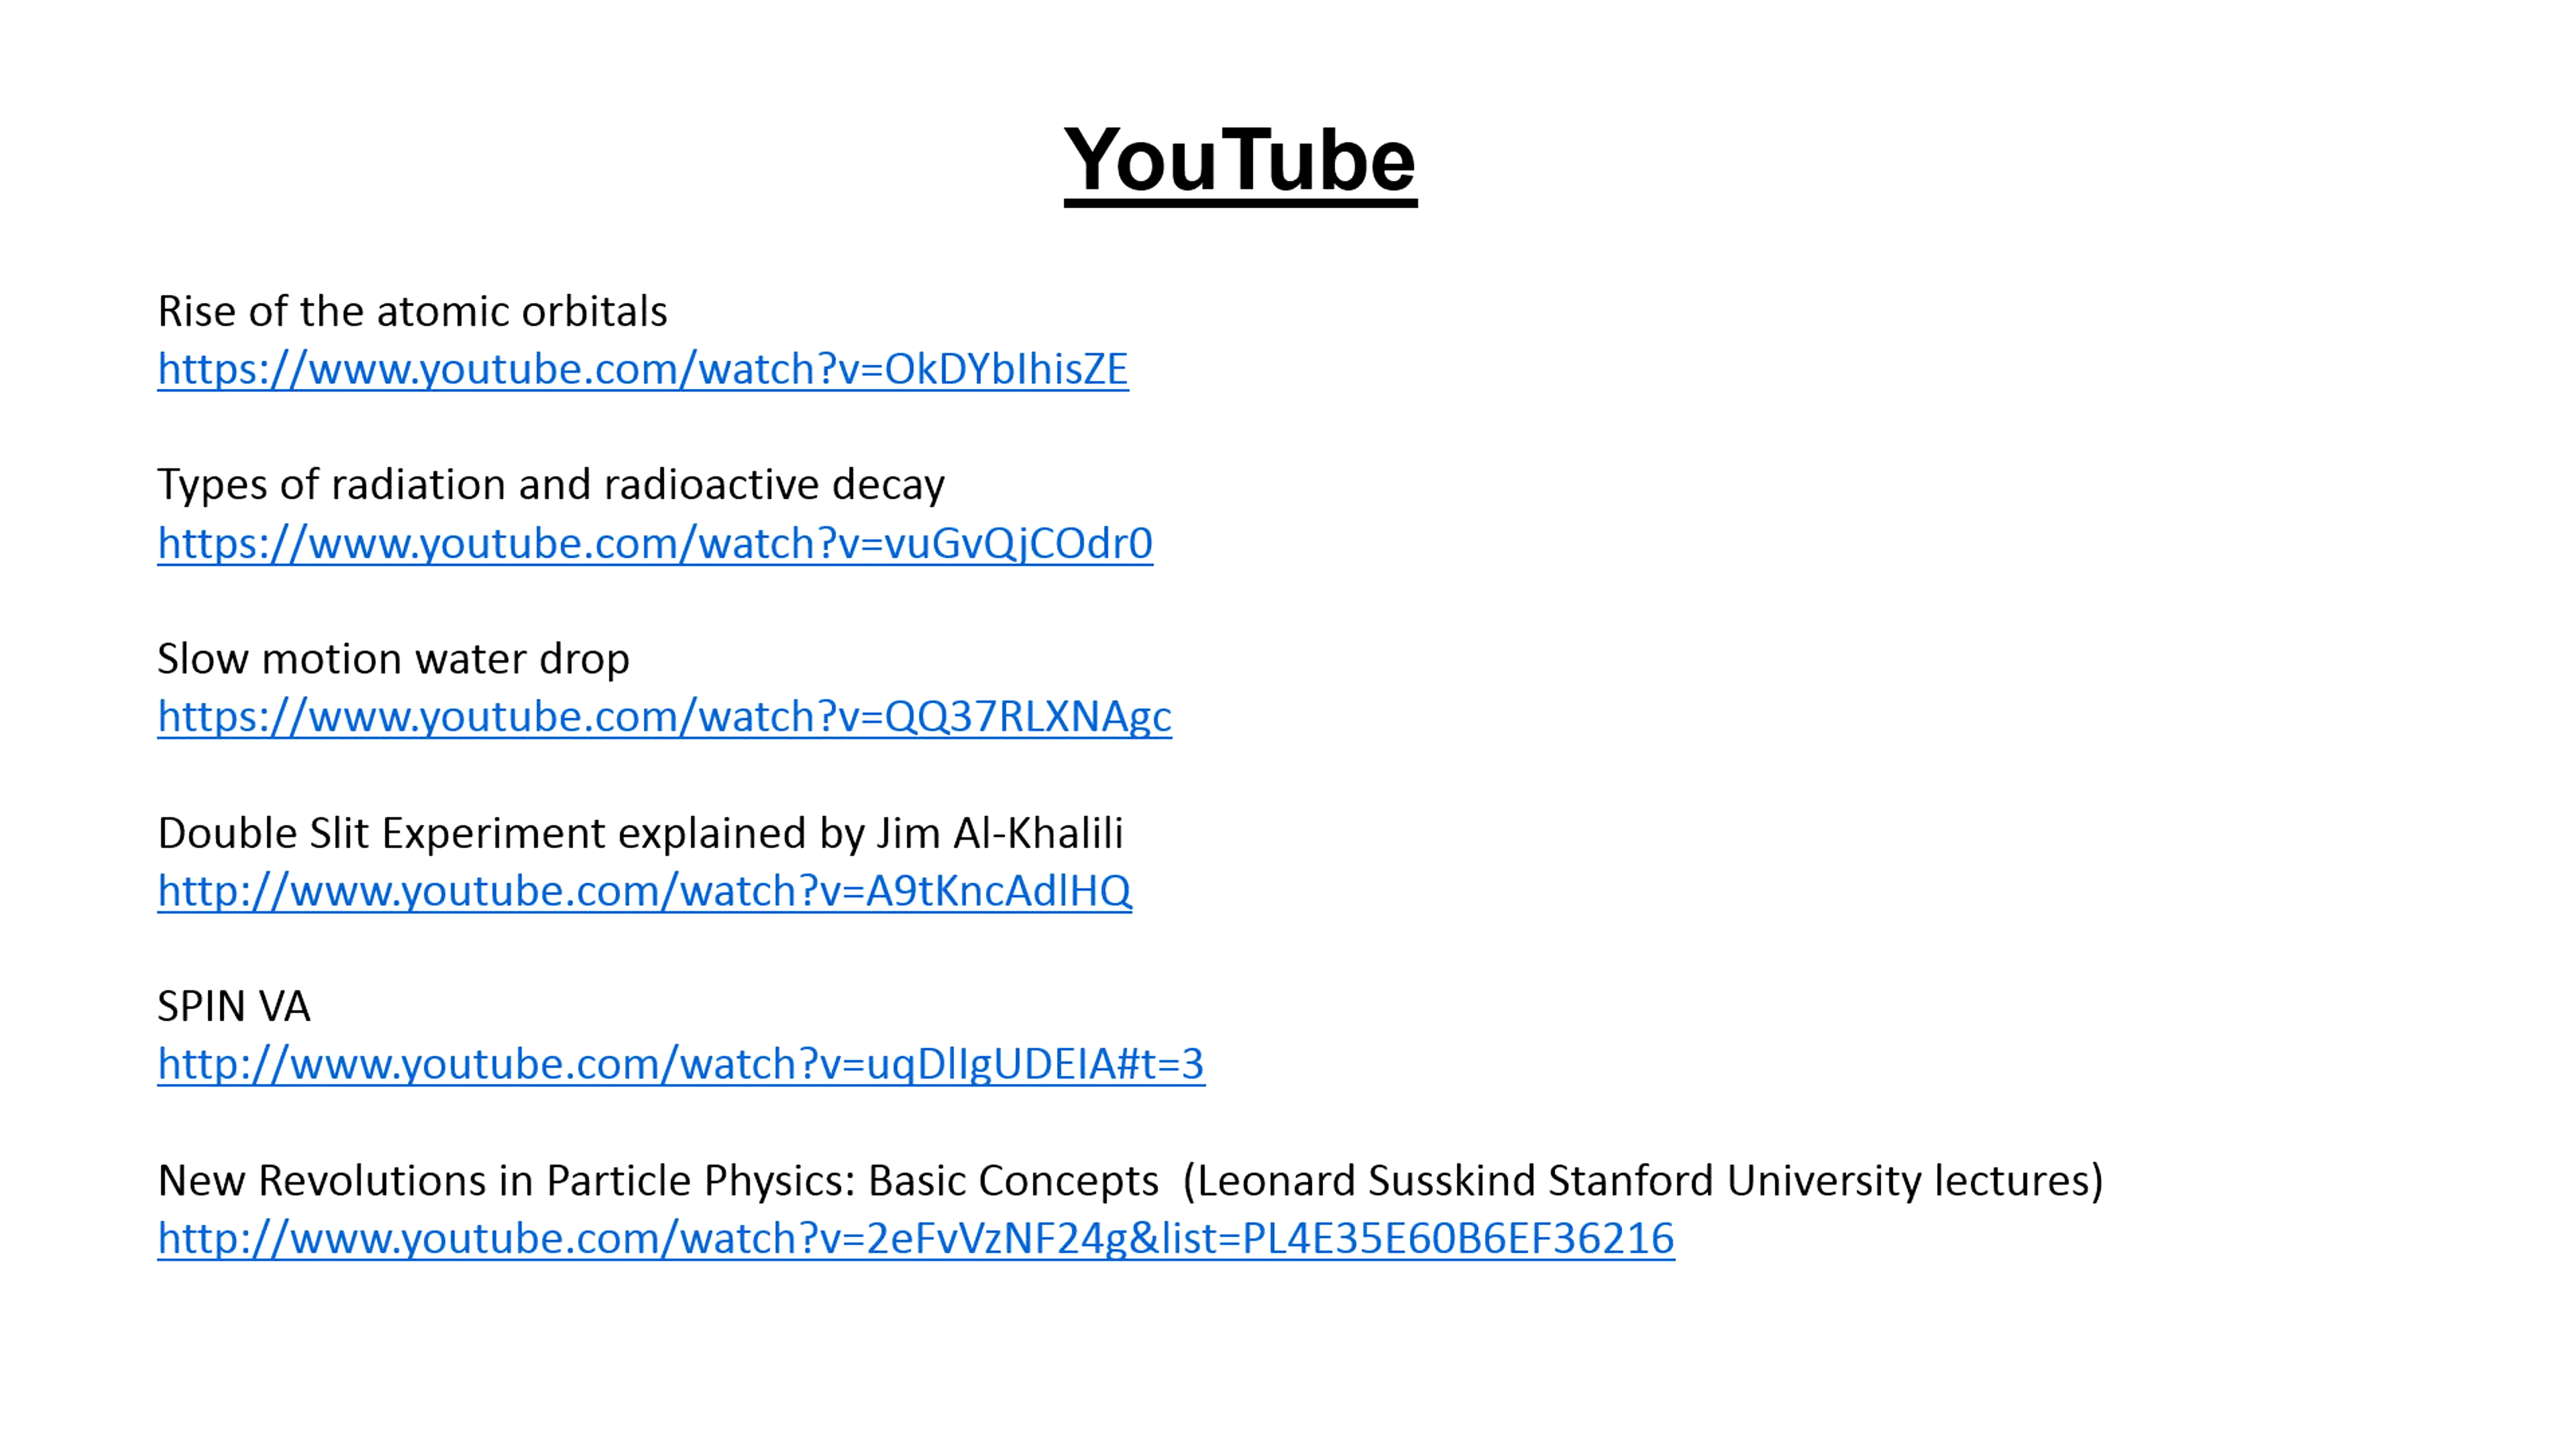 YouTube
Rise of the atomic orbitals
https://www.youtube.com/watch?v=OkDYbIhisZE
Types of radiation and radioactive decay
https://www.youtube.com/watch?v=vuGvQjCOdr0
Slow motion water drop
https://www.youtube.com/watch?v=QQ37RLXNAgc
Double Slit Experiment explained by Jim Al-Khalili
http://www.youtube.com/watch?v=A9tKncAdlHQ
SPIN VA
http://www.youtube.com/watch?v=uqDlIgUDEIA#t=3
New Revolutions in Particle Physics: Basic Concepts  (Leonard Susskind Stanford University lectures)
http://www.youtube.com/watch?v=2eFvVzNF24g&list=PL4E35E60B6EF36216